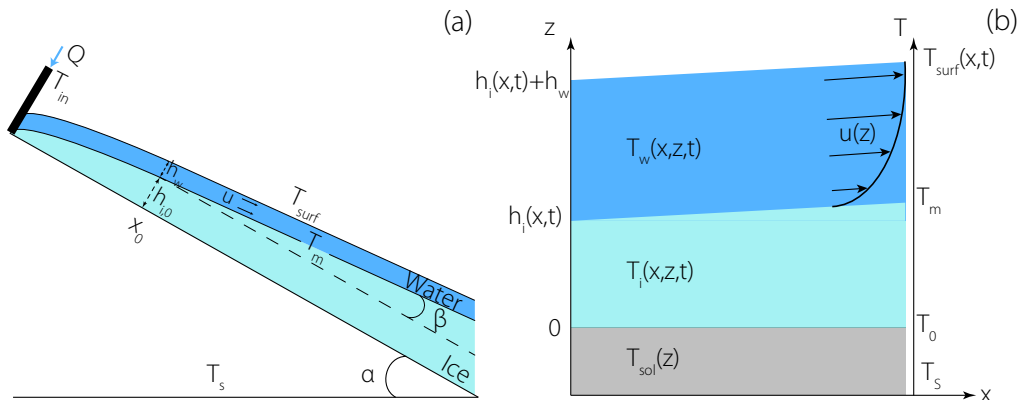 (a)
Q
T_in
h_w
h_i,0
x_0
u
T_surf
T_m
Water
β
Ice
α
T_s
(b)
z
T
T_surf(x,t)
h_i(x,t)+h_w
u(z)
T_w(x,z,t)
T_m
h_i(x,t)
T_i(x,z,t)
0
T_0
T_sol(z)
T_S
x